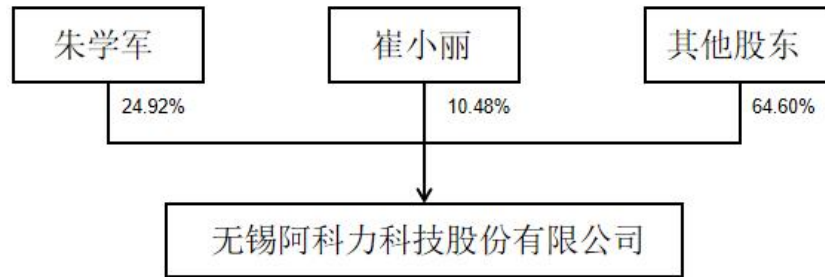 朱学军
崔小丽
其他股东
24.92%
10.48%
64.60%
无锡阿科力科技股份有限公司